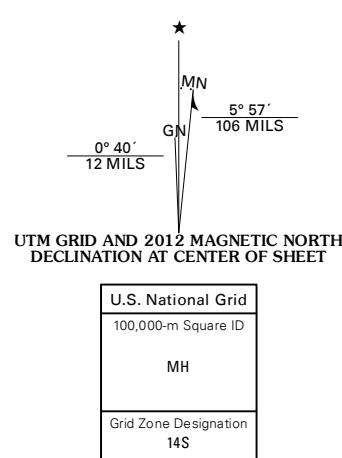 ★
MN
GN
5° 57´
106 MILS
0° 40´
12 MILS
UTM GRID AND 2012 MAGNETIC NORTH
DECLINATION AT CENTER OF SHEET
U.S. National Grid
100,000-m Square ID
MH
Grid Zone Designation
14S